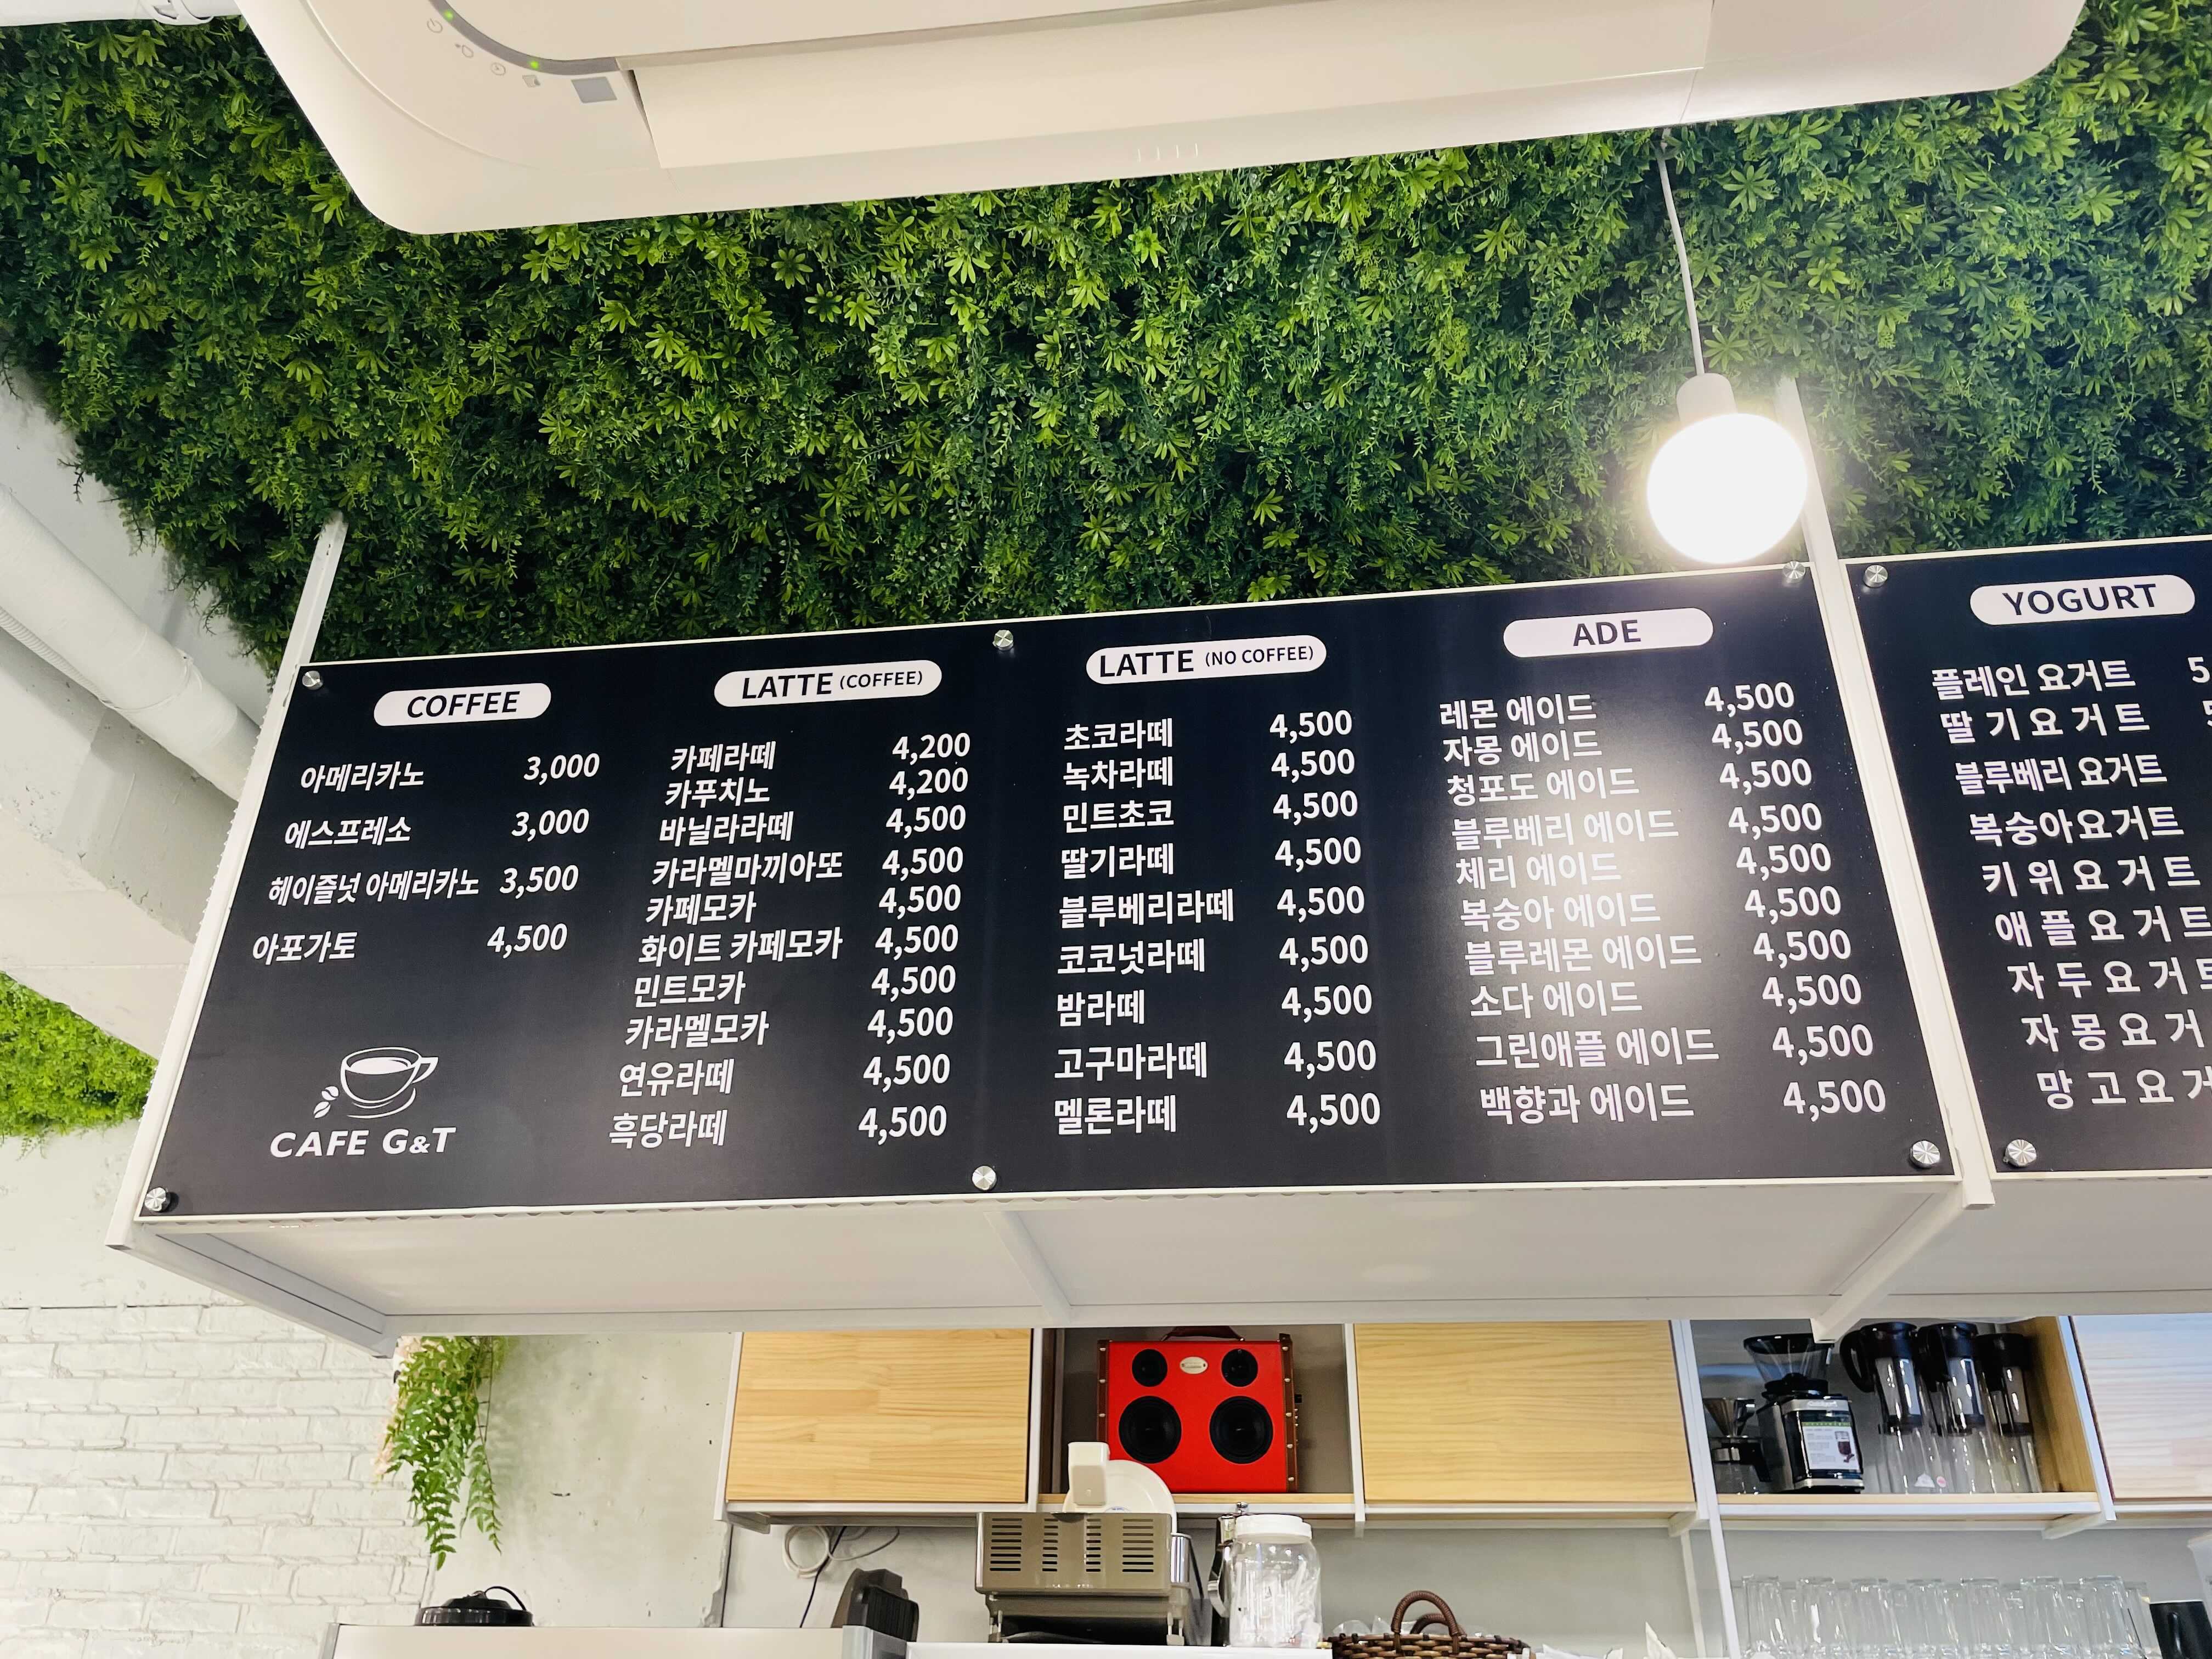 COFFEE
아메리카노 3,000
에스프레소 3,000
헤이즐넛 아메리카노 3,500
아포가토 4,500
CAFE G&T
LATTE (COFFEE)
카페라떼 4,200
카푸치노 4,200
바닐라라떼 4,500
카라멜마끼아또 4,500
카페모카 4,500
화이트 카페모카 4,500
민트모카 4,500
카라멜모카 4,500
연유라떼 4,500
흑당라떼 4,500
LATTE (NO COFFEE)
초코라떼 4,500
녹차라떼 4,500
민트초코 4,500
딸기라떼 4,500
블루베리라떼 4,500
코코넛라떼 4,500
밤라떼 4,500
고구마라떼 4,500
멜론라떼 4,500
ADE
레몬 에이드 4,500
자몽 에이드 4,500
청포도 에이드 4,500
블루베리 에이드 4,500
체리 에이드 4,500
복숭아 에이드 4,500
블루레몬 에이드 4,500
소다 에이드 4,500
그린애플 에이드 4,500
백향과 에이드 4,500
YOGURT
플레인 요거트
딸기요거트
블루베리 요거트
복숭아요거트
키위요거트
애플요거트
자두요거
자몽요거
망고요